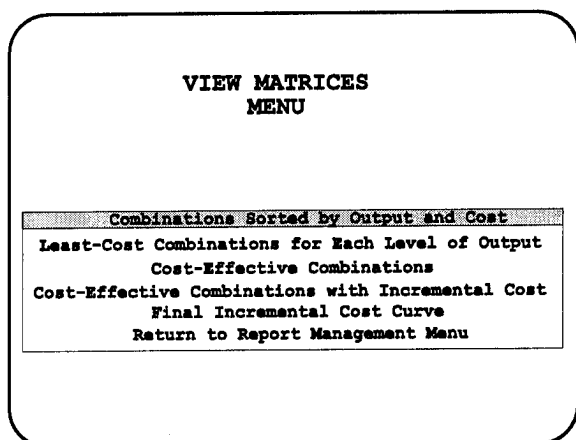 VIEW MATRICES
MENU
Combinations Sorted by Output and Cost
Least-Cost Combinations for Each Level of Output
Cost-Effective Combinations
Cost-Effective Combinations with Incremental Cost
Final Incremental Cost Curve
Return to Report Management Menu